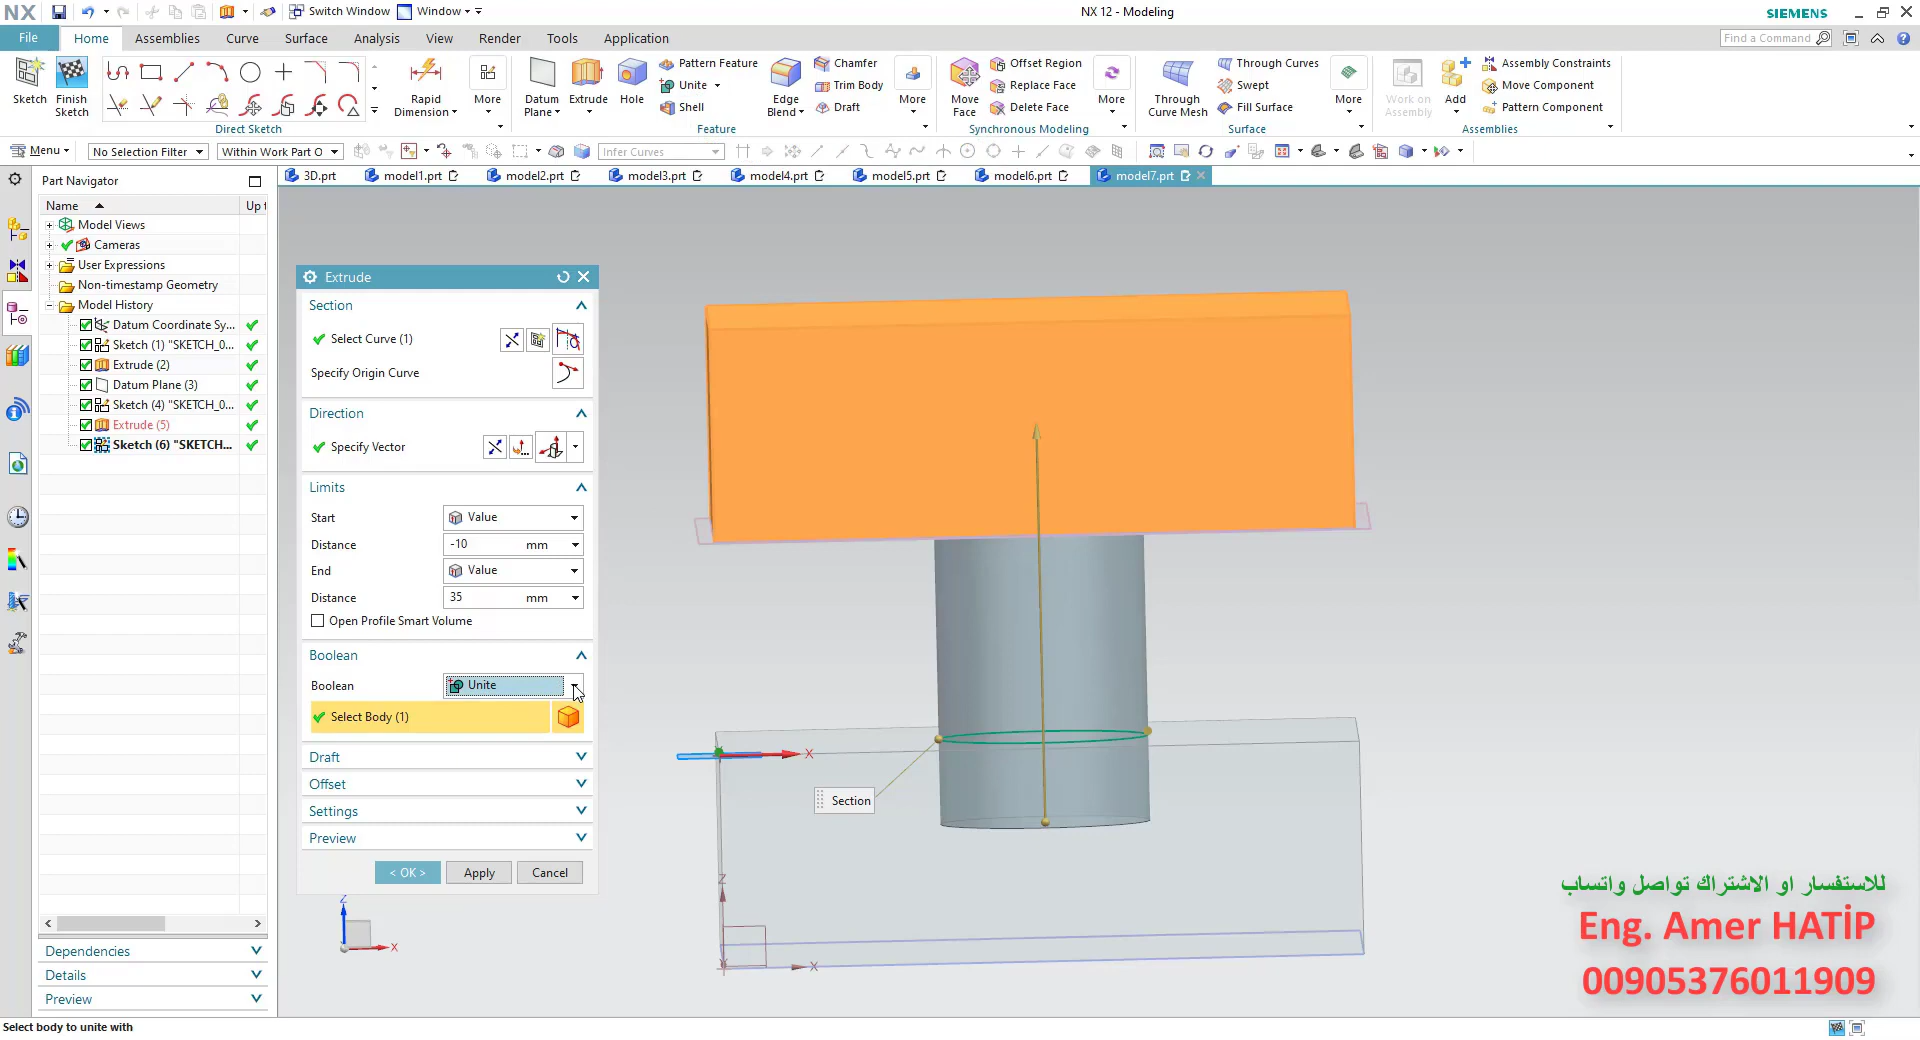 NX
Switch Window
Window
NX 12 - Modeling
SIEMENS
File
Home
Assemblies
Curve
Surface
Analysis
View
Render
Tools
Application
Find a Command
Sketch
Finish Sketch
Rapid Dimension
More
Direct Sketch
Datum Plane
Extrude
Hole
Pattern Feature
Unite
Shell
Edge Blend
Chamfer
Trim Body
Draft
More
Feature
Move Face
Offset Region
Replace Face
Delete Face
More
Synchronous Modeling
Through Curve Mesh
Through Curves
Swept
Fill Surface
More
Surface
Work on Assembly
Add
Assembly Constraints
Move Component
Pattern Component
Assemblies
Menu
No Selection Filter
Within Work Part O
Infer Curves
Part Navigator
3D.prt
model1.prt
model2.prt
model3.prt
model4.prt
model5.prt
model6.prt
model7.prt
Name
Up t
Model Views
Cameras
User Expressions
Non-timestamp Geometry
Model History
Datum Coordinate Sy...
Sketch (1) "SKETCH_0...
Extrude (2)
Datum Plane (3)
Sketch (4) "SKETCH_0...
Extrude (5)
Sketch (6) "SKETCH...
Dependencies
Details
Preview
Extrude
Section
Select Curve (1)
Specify Origin Curve
Direction
Specify Vector
Limits
Start
Value
Distance
-10 mm
End
Value
Distance
35 mm
Open Profile Smart Volume
Boolean
Boolean
Unite
Select Body (1)
Draft
Offset
Settings
Preview
< OK >
Apply
Cancel
X
Section
Z
X
Y
Z
X
للاستفسار او الاشتراك تواصل واتساب
Eng. Amer HATİP
00905376011909
Select body to unite with